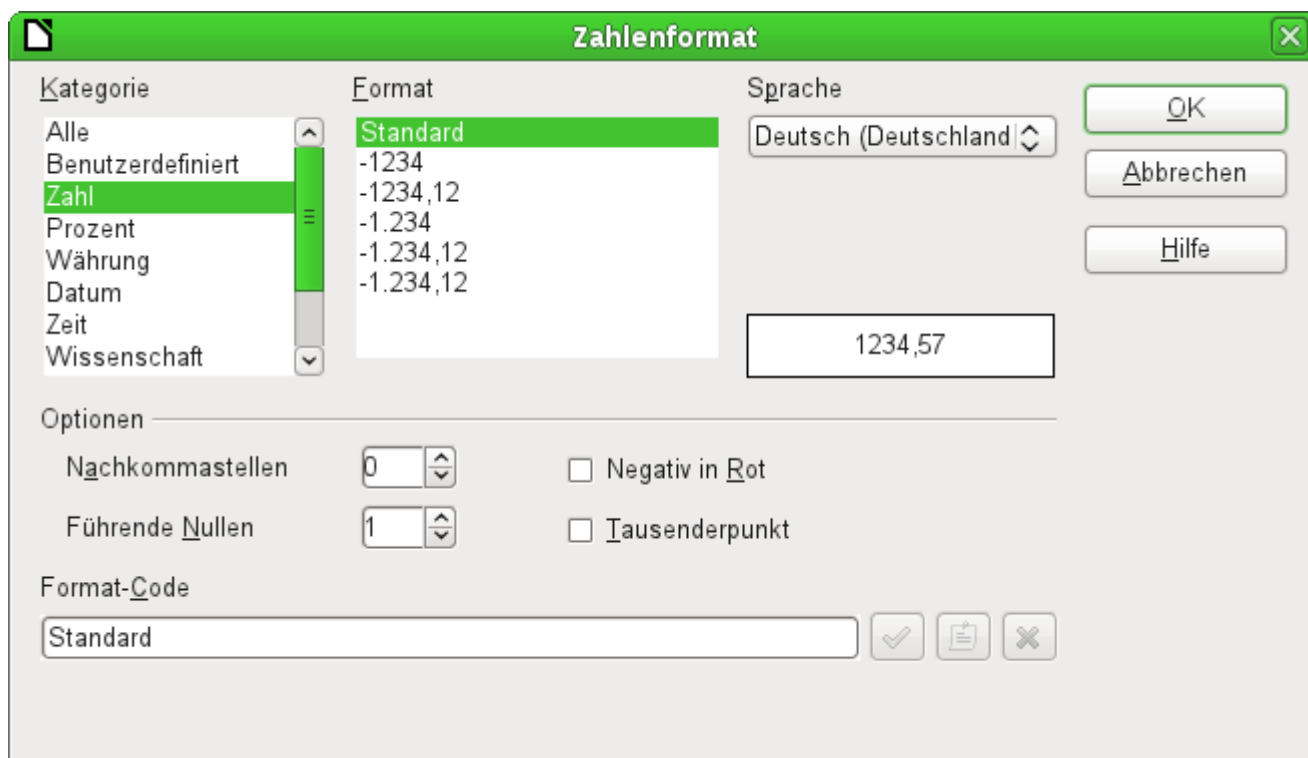 Zahlenformat
Kategorie
Alle
Benutzerdefiniert
Zahl
Prozent
Währung
Datum
Zeit
Wissenschaft
Format
Standard
-1234
-1234,12
-1.234
-1.234,12
-1.234,12
Sprache
Deutsch (Deutschland
1234,57
OK
Abbrechen
Hilfe
Optionen
Nachkommastellen
0
Negativ in Rot
Führende Nullen
1
Tausenderpunkt
Format-Code
Standard